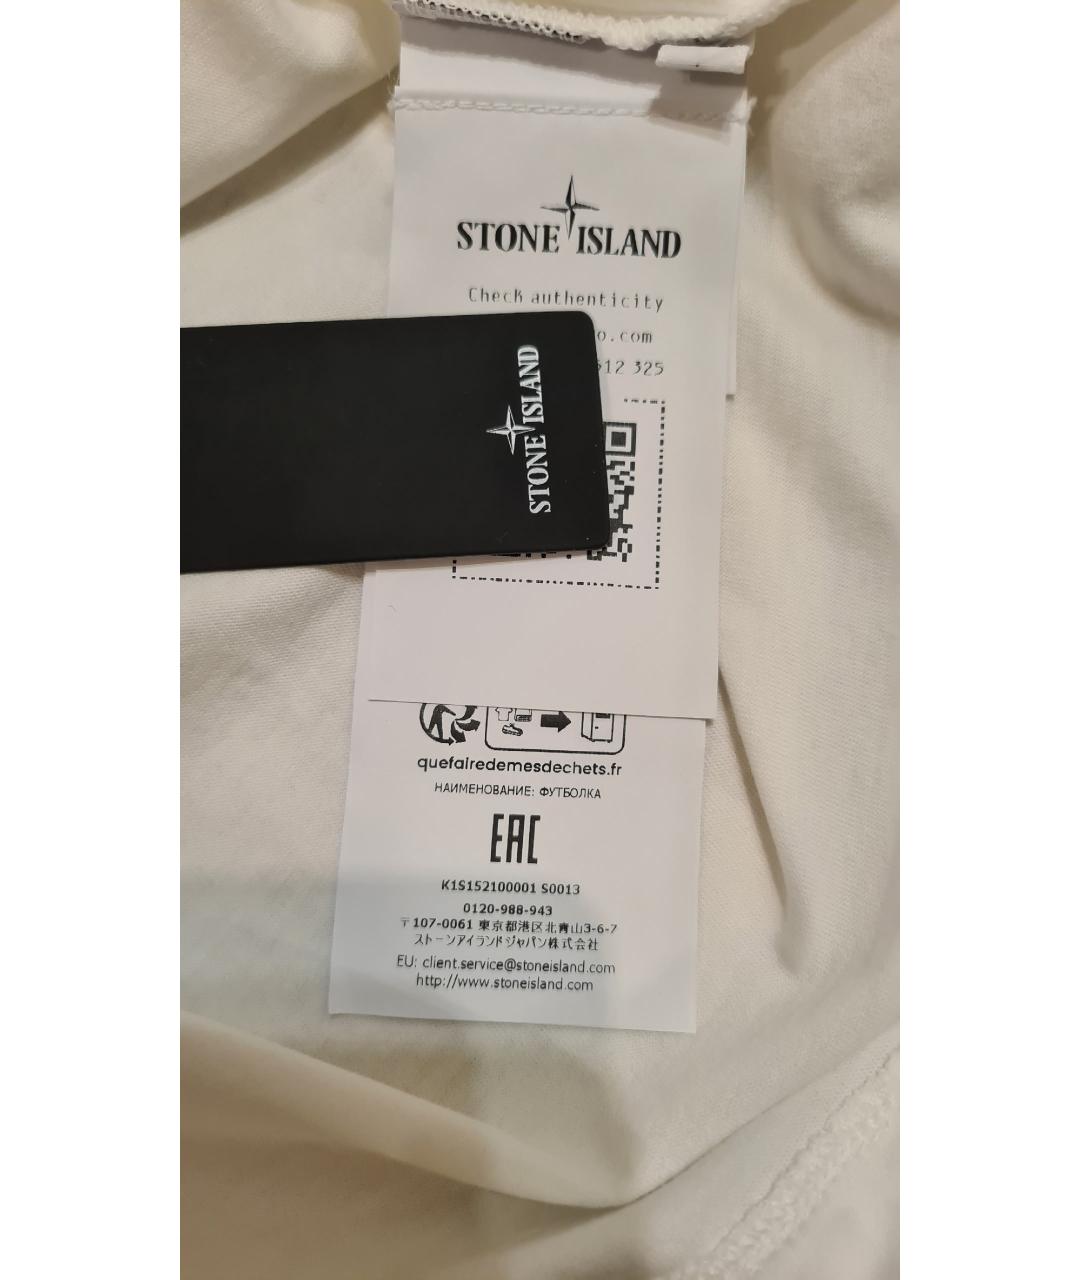 STONE ISLAND
Check authenticity
o.com
512 325
STONE ISLAND
quefairedemesdechets.fr
НАИМЕНОВАНИЕ: ФУТБОЛКА
EAC
K1S152100001 S0013
0120-988-943
〒107-0061 東京都港区北青山3-6-7
ストーンアイランドジャパン株式会社
EU: client.service@stoneisland.com
http://www.stoneisland.com